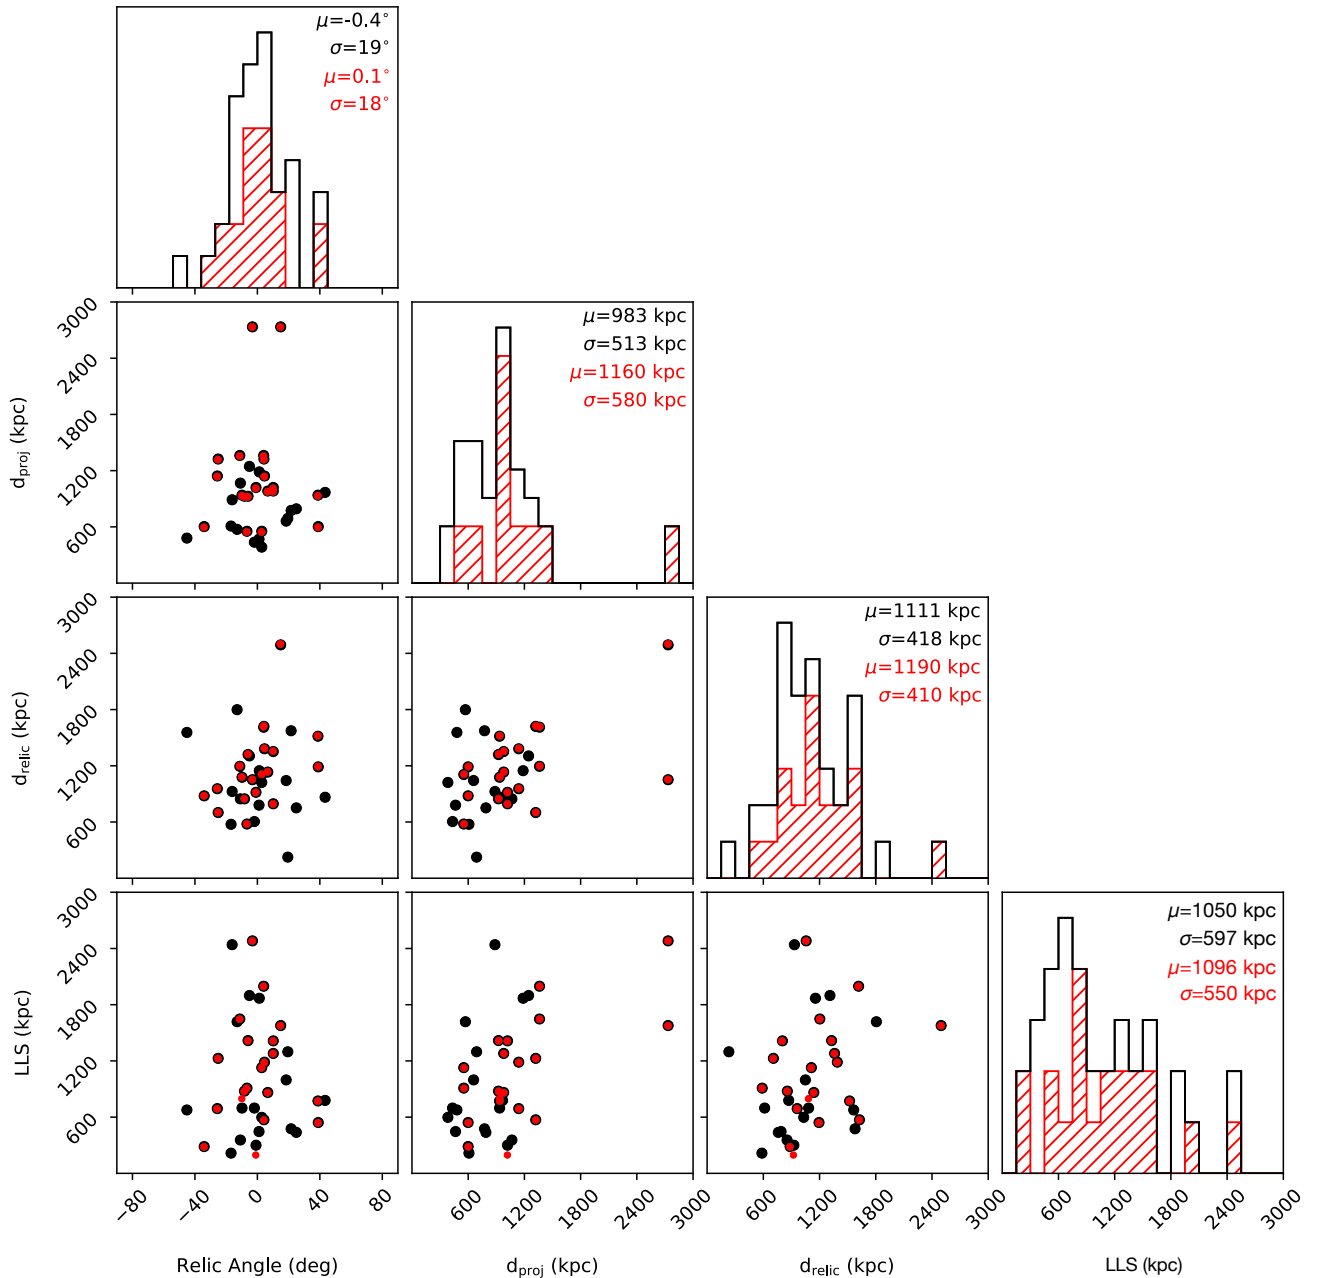 μ=-0.4°
σ=19°
μ=0.1°
σ=18°
3000
2400
1800
1200
600
d_proj (kpc)
μ=983 kpc
σ=513 kpc
μ=1160 kpc
σ=580 kpc
3000
2400
1800
1200
600
d_relic (kpc)
μ=1111 kpc
σ=418 kpc
μ=1190 kpc
σ=410 kpc
3000
2400
1800
1200
600
LLS (kpc)
μ=1050 kpc
σ=597 kpc
μ=1096 kpc
σ=550 kpc
−80 −40 0 40 80
600 1200 1800 2400 3000
600 1200 1800 2400 3000
600 1200 1800 2400 3000
Relic Angle (deg) d_proj (kpc) d_relic (kpc) LLS (kpc)